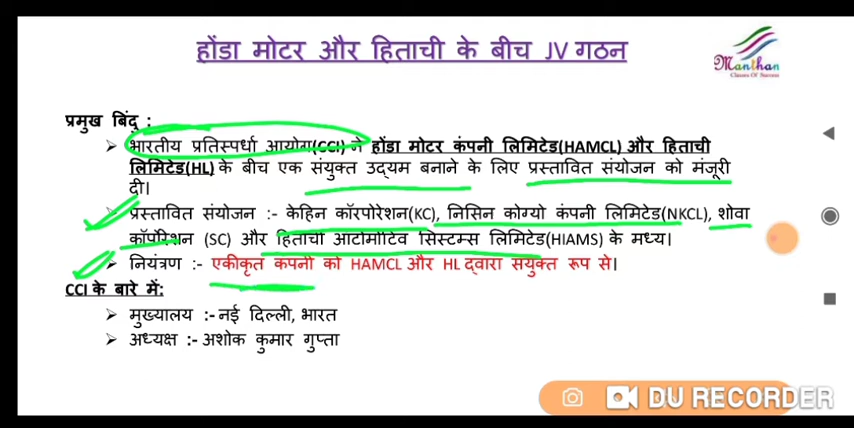 होंडा मोटर और हिताची के बीच JV गठन
Manthan
Classes Of Success
प्रमुख बिंदु :
➢ भारतीय प्रतिस्पर्धा आयोग(CCI) ने होंडा मोटर कंपनी लिमिटेड(HAMCL) और हिताची
लिमिटेड(HL) के बीच एक संयुक्त उद्यम बनाने के लिए प्रस्तावित संयोजन को मंजूरी
दी।
➢ प्रस्तावित संयोजन :- केहिन कॉरपोरेशन(KC), निसिन कोग्यो कंपनी लिमिटेड(NKCL), शोवा
कॉर्पोरेशन (SC) और हिताची ऑटोमोटिव सिस्टम्स लिमिटेड(HIAMS) के मध्य।
➢ नियंत्रण :- एकीकृत कंपनी को HAMCL और HL द्वारा संयुक्त रूप से।
CCI के बारे में:
➢ मुख्यालय :- नई दिल्ली, भारत
➢ अध्यक्ष :- अशोक कुमार गुप्ता
DU RECORDER